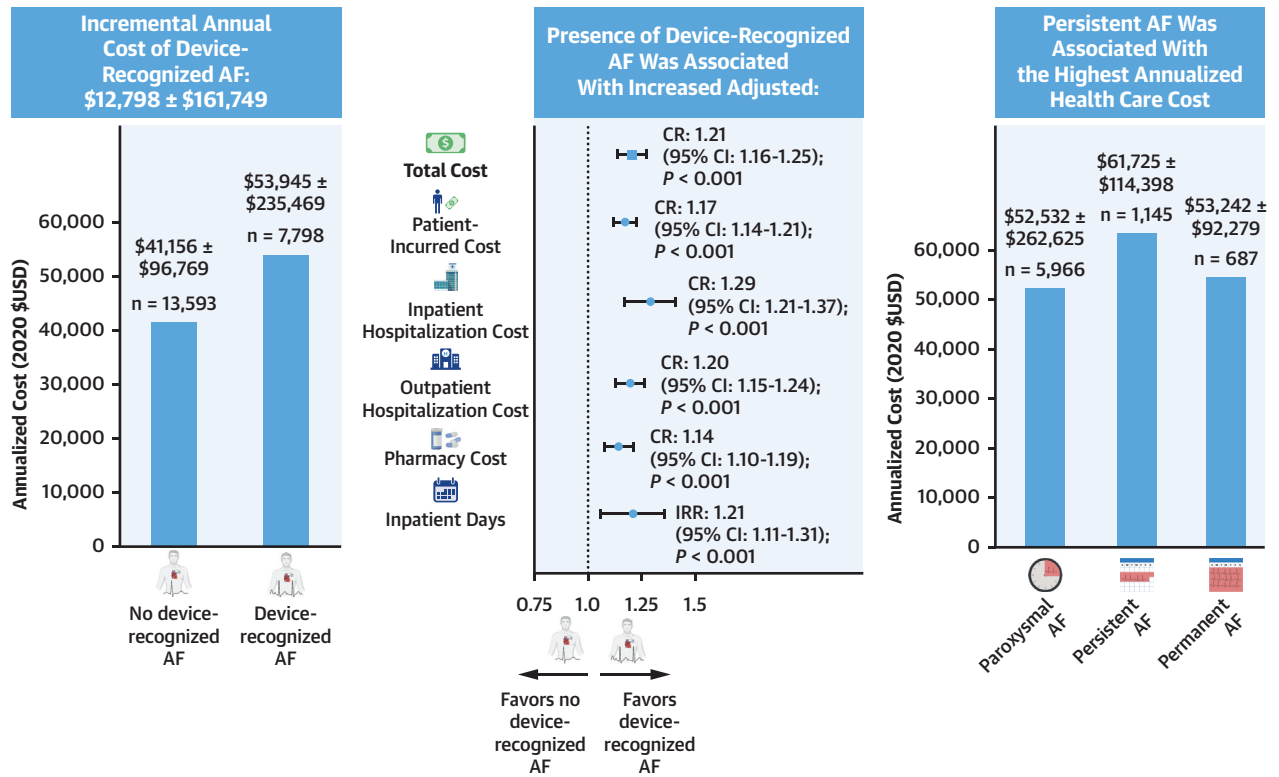 Incremental Annual
Cost of Device-
Recognized AF:
$12,798 ± $161,749
Annualized Cost (2020 $USD)
60,000
50,000
40,000
30,000
20,000
10,000
0
$41,156 ±
$96,769
n = 13,593
$53,945 ±
$235,469
n = 7,798
No device-
recognized
AF
Device-
recognized
AF
Presence of Device-Recognized
AF Was Associated
With Increased Adjusted:
Total Cost
CR: 1.21
(95% CI: 1.16-1.25);
P < 0.001
Patient-
Incurred Cost
CR: 1.17
(95% CI: 1.14-1.21);
P < 0.001
Inpatient
Hospitalization Cost
CR: 1.29
(95% CI: 1.21-1.37);
P < 0.001
Outpatient
Hospitalization Cost
CR: 1.20
(95% CI: 1.15-1.24);
P < 0.001
Pharmacy Cost
CR: 1.14
(95% CI: 1.10-1.19);
P < 0.001
Inpatient Days
IRR: 1.21
(95% CI: 1.11-1.31);
P < 0.001
0.75 1.0 1.25 1.5
Favors no
device-
recognized
AF
Favors
device-
recognized
AF
Persistent AF Was
Associated With
the Highest Annualized
Health Care Cost
Annualized Cost (2020 $USD)
60,000
50,000
40,000
30,000
20,000
10,000
0
$52,532 ±
$262,625
n = 5,966
$61,725 ±
$114,398
n = 1,145
$53,242 ±
$92,279
n = 687
Paroxysmal
AF
Persistent
AF
Permanent
AF